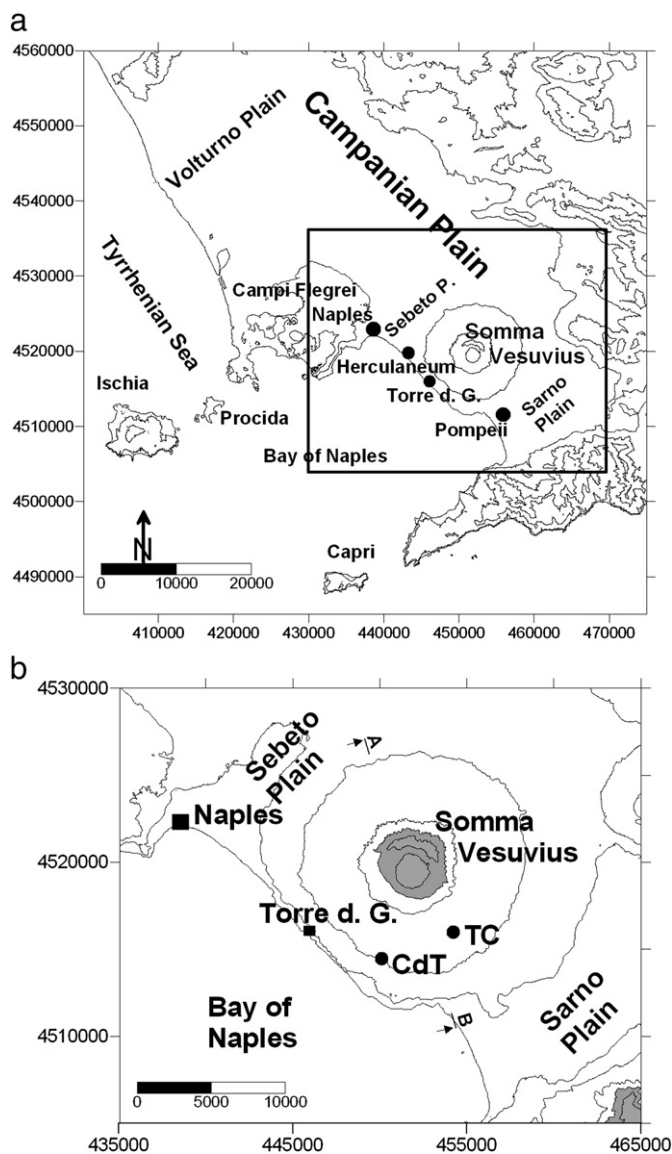 a
4560000
4550000
4540000
4530000
4520000
4510000
4500000
4490000
Volturno Plain
Campanian Plain
Tyrrhenian Sea
Campi Flegrei
Naples
Sebeto P.
Somma
Vesuvius
Herculaneum
Torre d. G.
Ischia
Procida
Pompeii
Sarno
Plain
Bay of Naples
Capri
N
0 10000 20000
410000 420000 430000 440000 450000 460000 470000
b
4530000
4520000
4510000
Sebeto
Plain
A
Naples
Somma
Vesuvius
Torre d. G.
TC
CdT
B
Bay of
Naples
Sarno
Plain
0 5000 10000
435000 445000 455000 465000